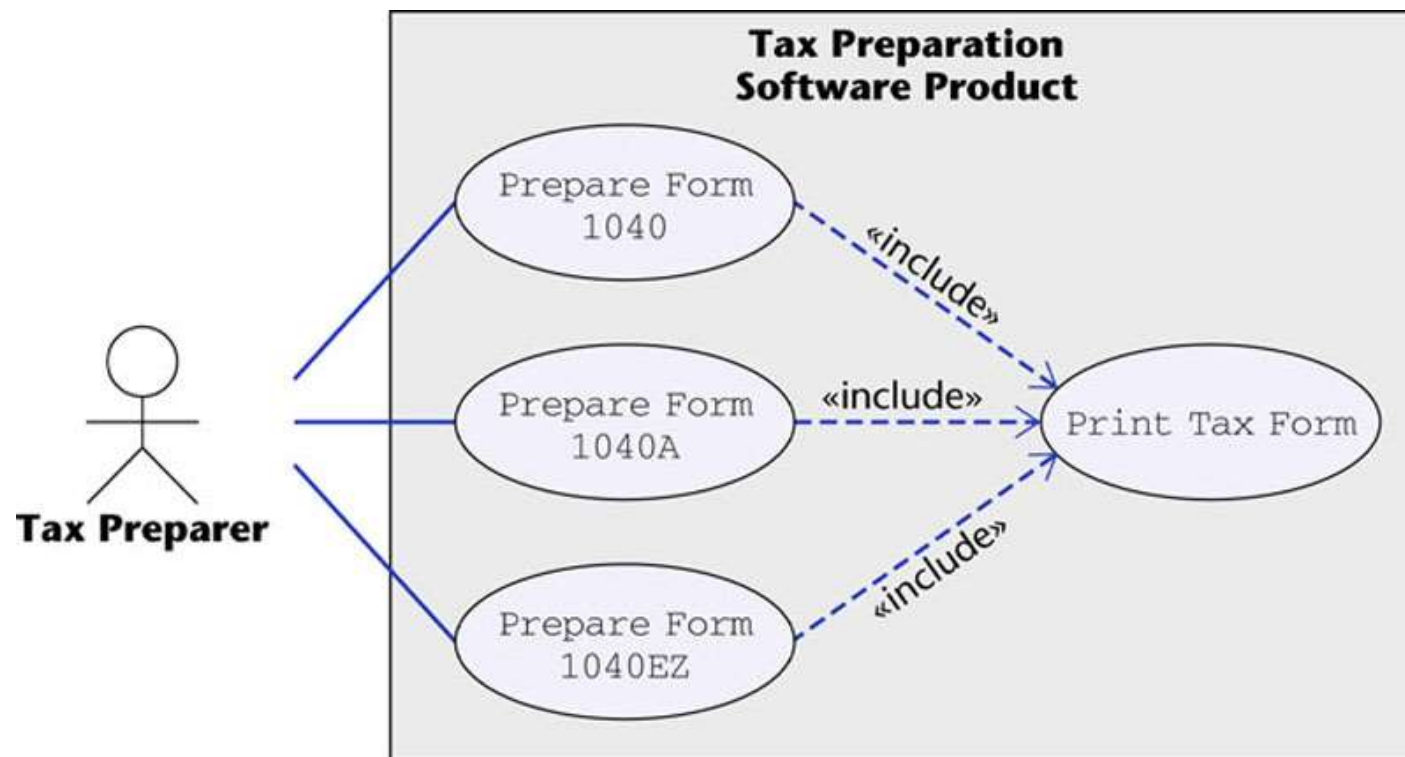 Tax Preparation
Software Product
Prepare Form
1040
«include»
Prepare Form
1040A
«include»
Print Tax Form
Tax Preparer
Prepare Form
1040EZ
«include»